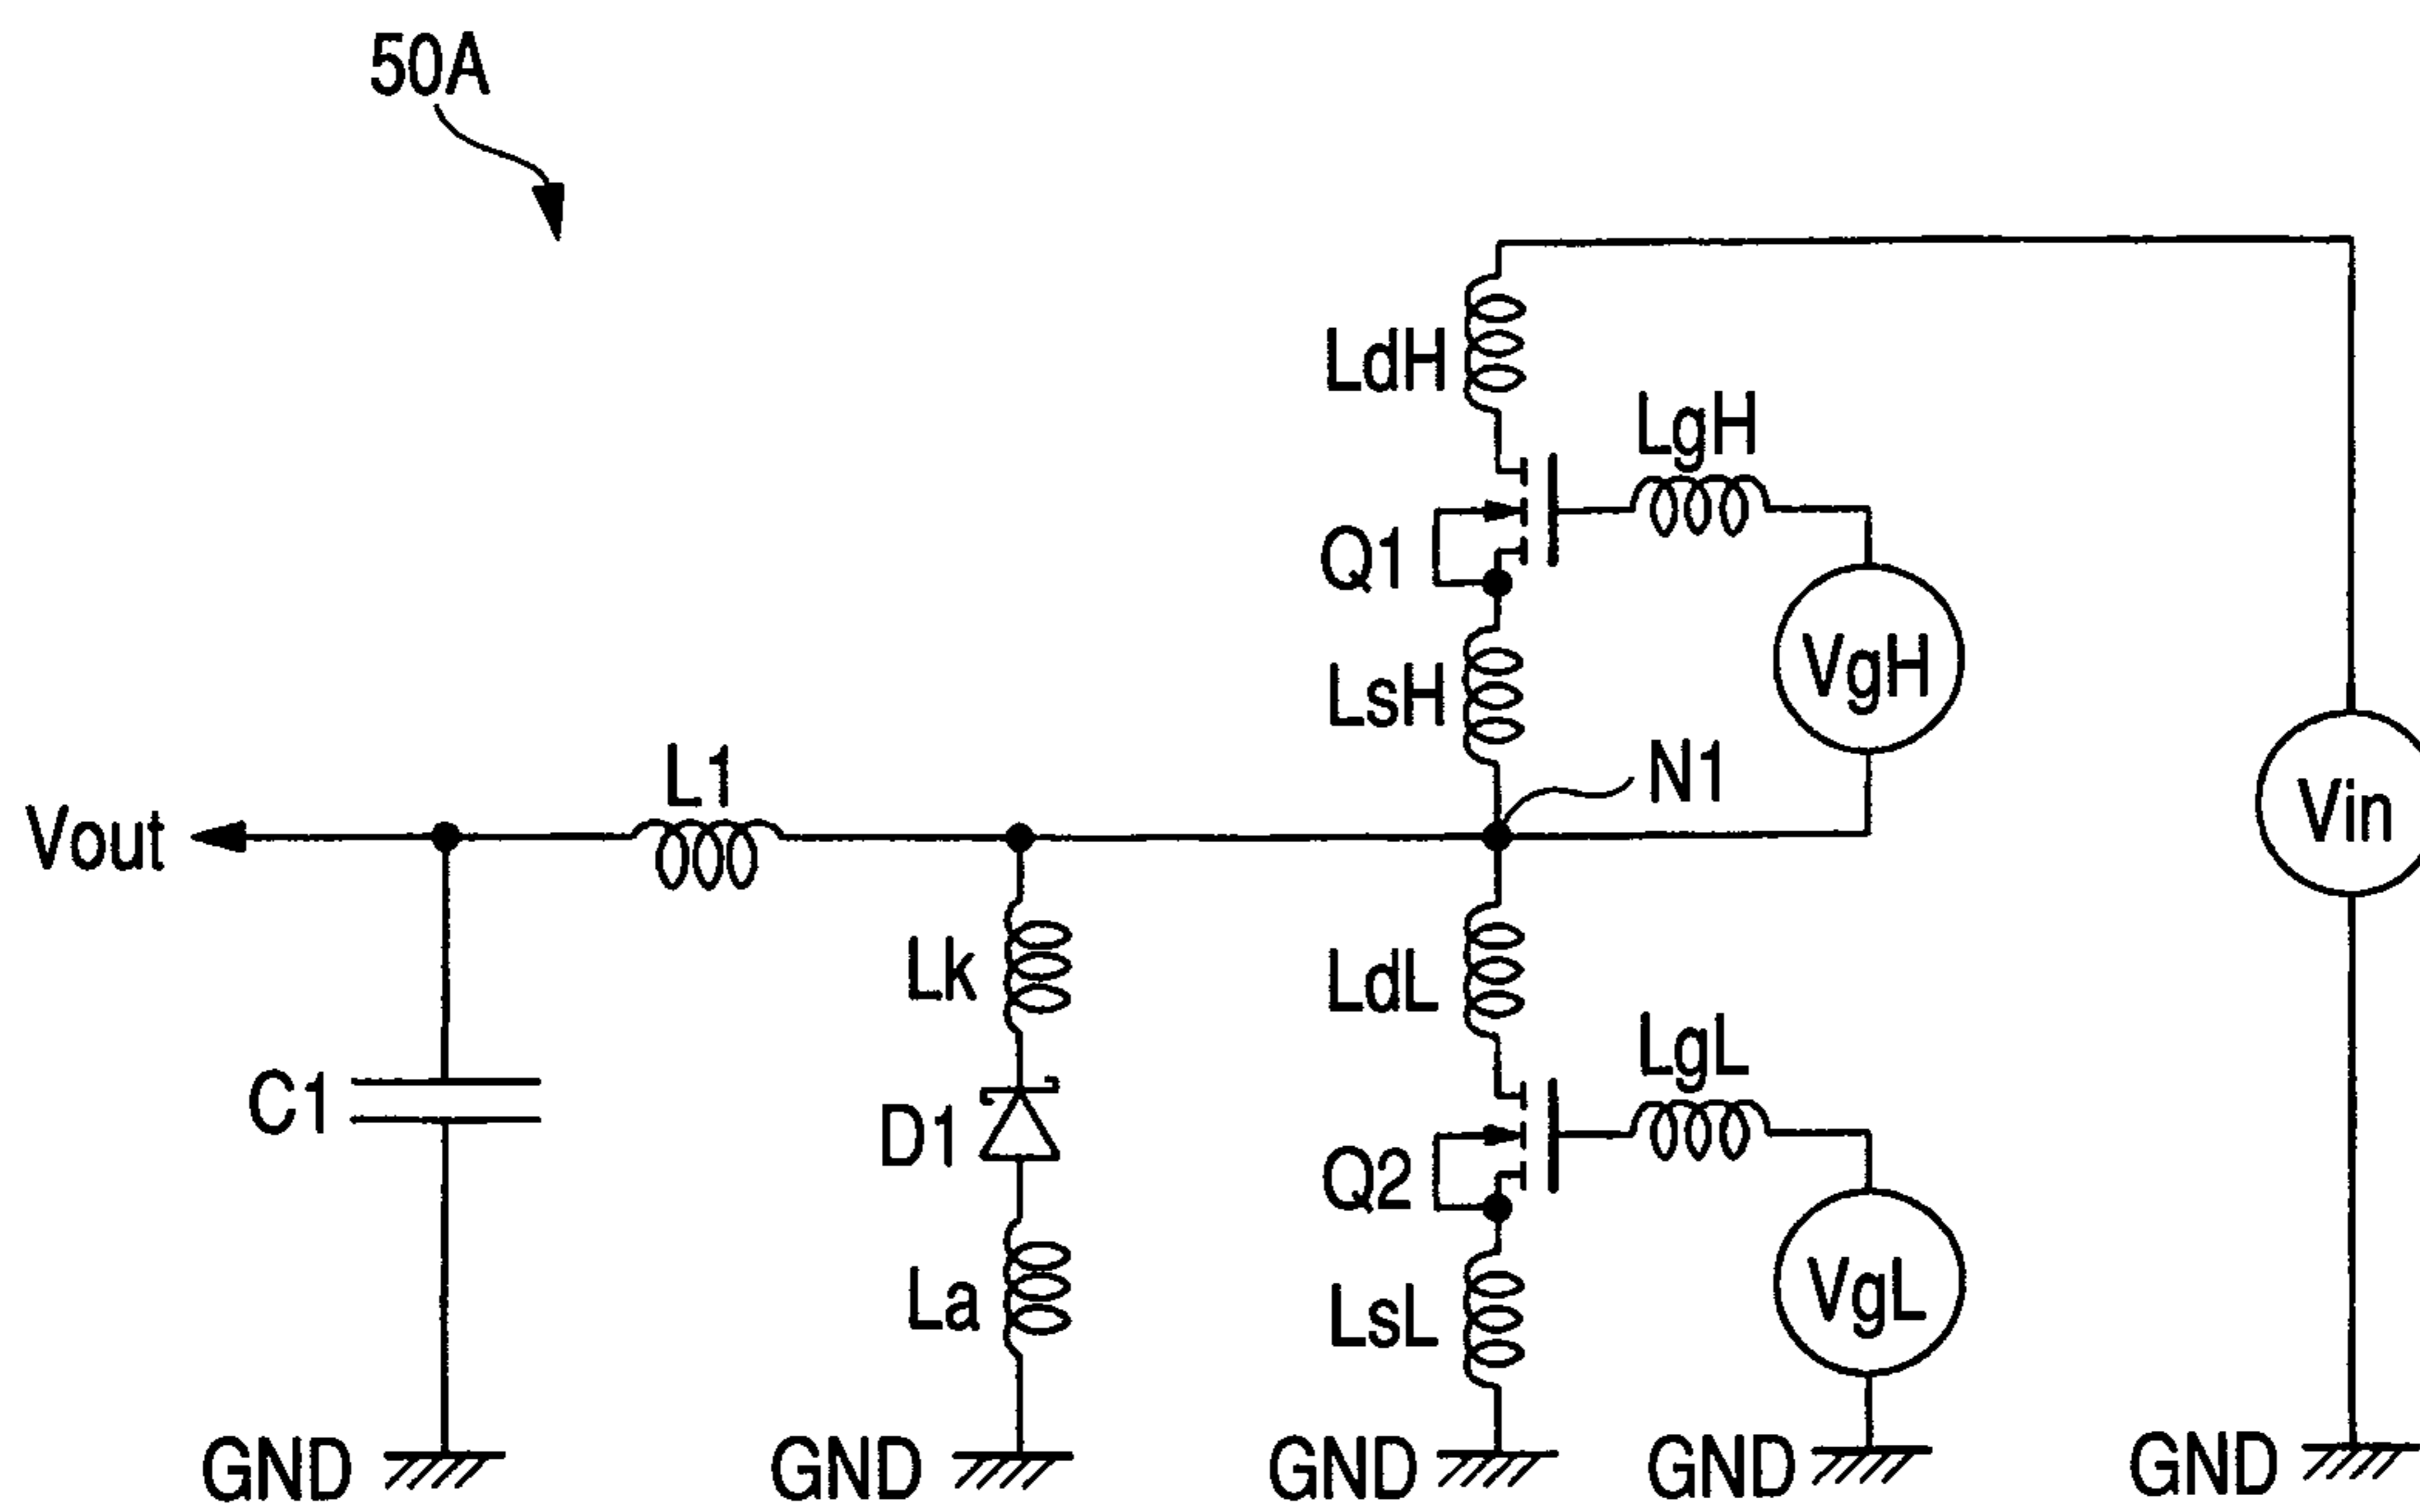 50A
LdH
LgH
Q1
VgH
LsH
N1
L1
Vout
Vin
Lk
LdL
LgL
C1
D1
Q2
La
LsL
VgL
GND
GND
GND
GND
GND